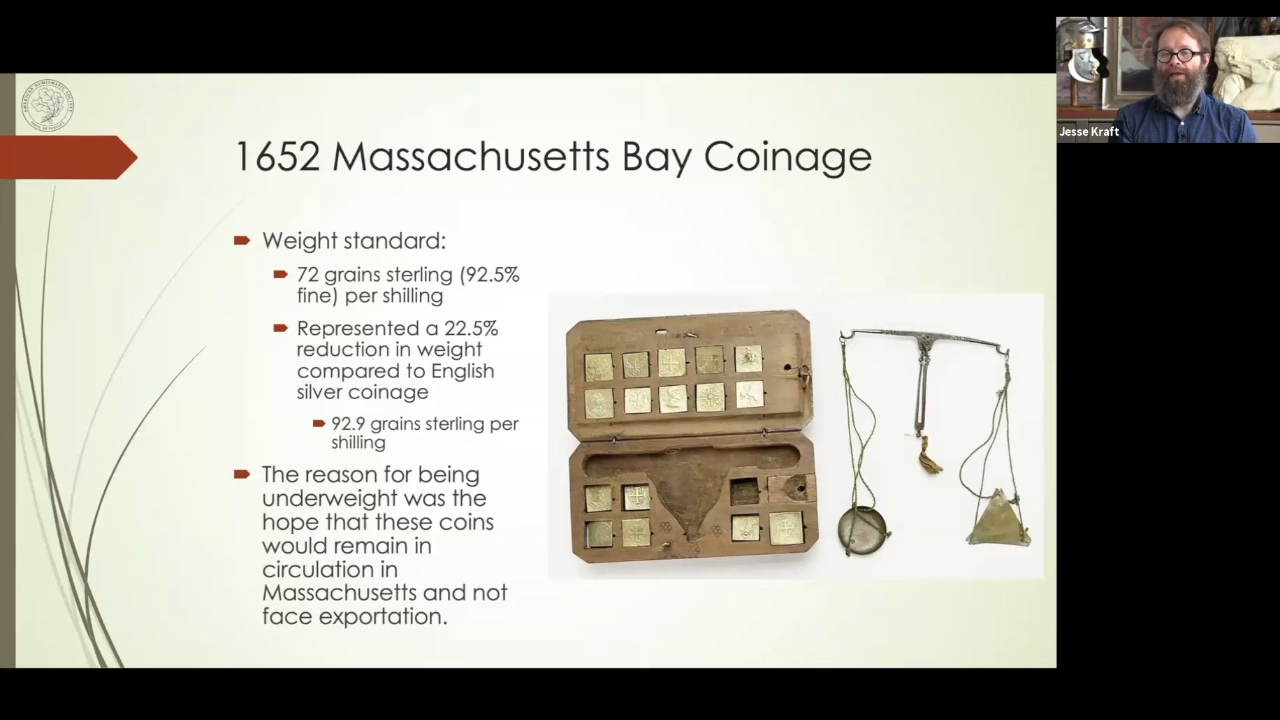 1652 Massachusetts Bay Coinage
Weight standard:
72 grains sterling (92.5%
fine) per shilling
Represented a 22.5%
reduction in weight
compared to English
silver coinage
92.9 grains sterling per
shilling
The reason for being
underweight was the
hope that these coins
would remain in
circulation in
Massachusetts and not
face exportation.
Jesse Kraft